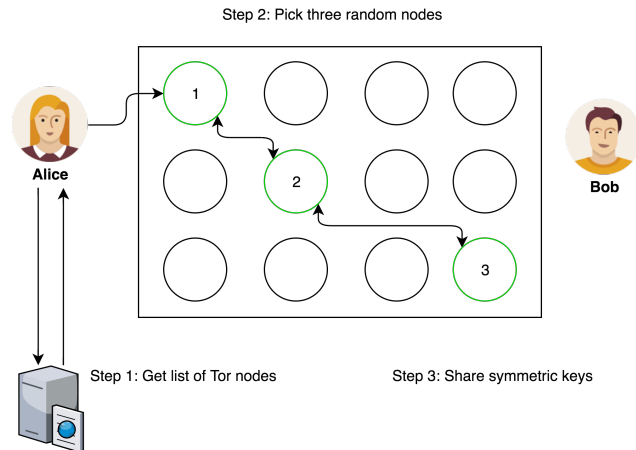 Step 2: Pick three random nodes
1
Alice
2
Bob
3
Step 1: Get list of Tor nodes
Step 3: Share symmetric keys